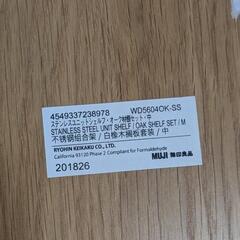 4549337238978 WD5604OK-SS
ステンレスユニットシェルフ・オーク材棚セット・中
STAINLESS STEEL UNIT SHELF / OAK SHELF SET / M
不锈钢组合架 / 白橡木搁板套装 / 中
RYOHIN KEIKAKU CO., LTD.
California 93120 Phase 2 Compliant for Formaldehyde
201826
MUJI 無印良品